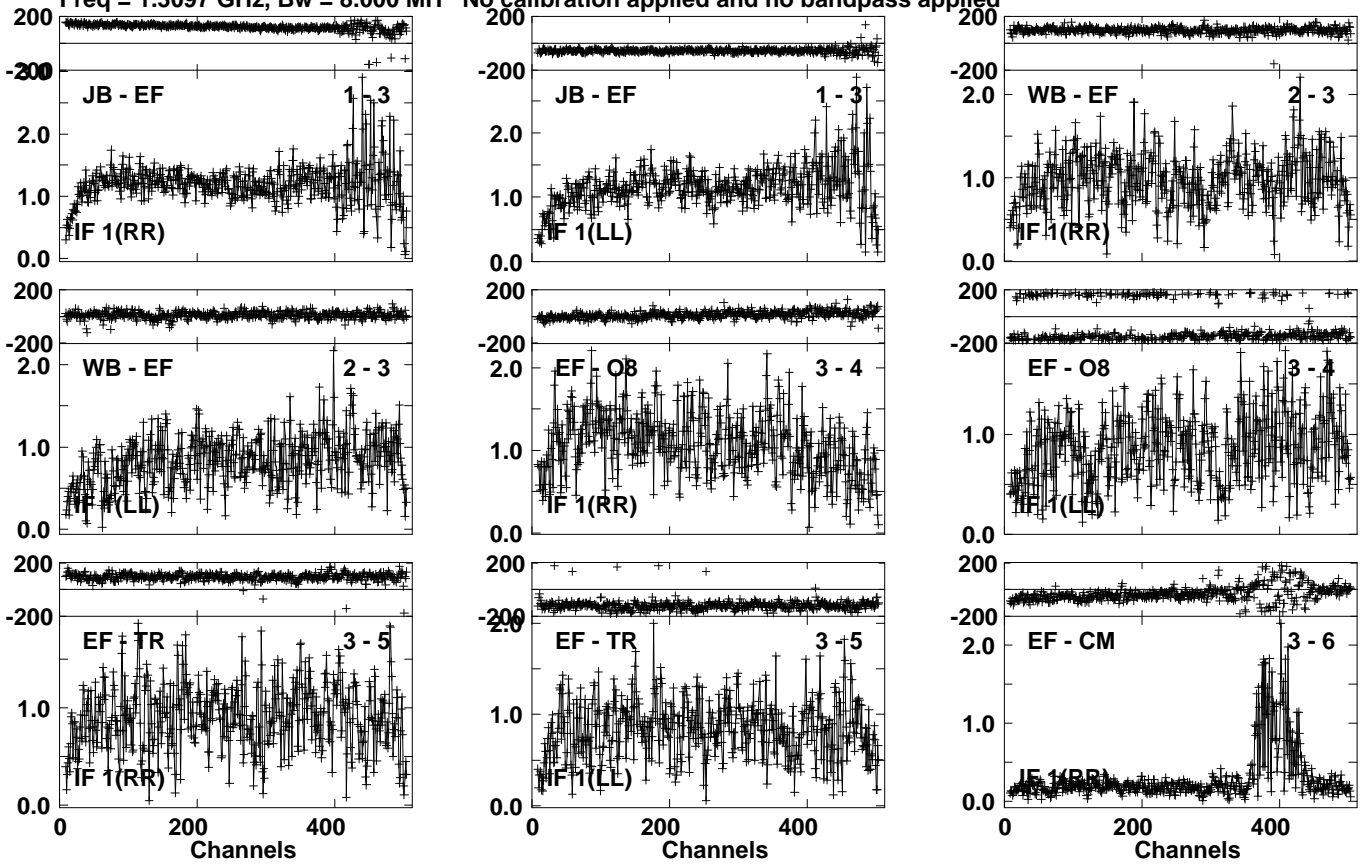 Freq = 1.5097 GHz, Bw = 8.000 MH No calibration applied and no bandpass applied
200 200 200
-200 3.0 -200 -200
JB - EF 1 - 3 JB - EF 1 - 3 WB - EF 2 - 3
2.0 2.0 2.0
1.0 1.0 1.0
IF 1(RR) IF 1(LL) IF 1(RR)
0.0 0.0 0.0
200 200 200
-200 -200 -200
WB - EF 2 - 3 EF - O8 3 - 4 EF - O8 3 - 4
2.0 2.0
1.0 1.0 1.0
IF 1(LL) IF 1(RR) IF 1(LL)
0.0 0.0 0.0
200 200 200
-200 -200 -200
2.0
EF - TR 3 - 5 EF - TR 3 - 5 EF - CM 3 - 6
2.0
1.0 1.0 1.0
IF 1(RR) IF 1(LL) IF 1(RR)
0.0 0.0 0.0
0 200 400 0 200 400 0 200 400
Channels Channels Channels